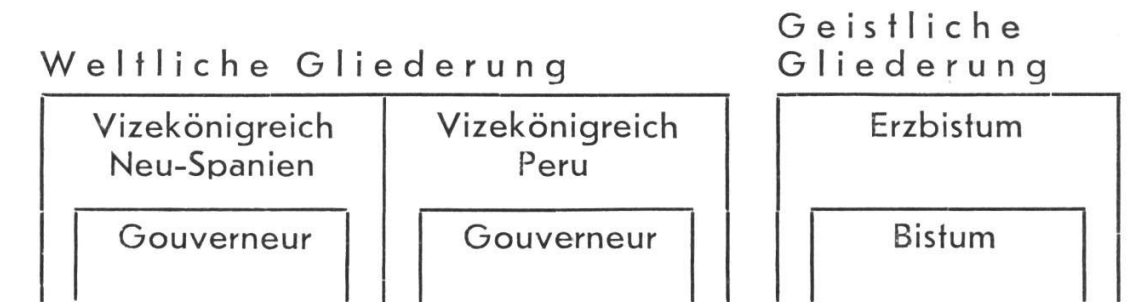 Weltliche Gliederung
Geistliche
Gliederung
Vizekönigreich
Neu-Spanien
Vizekönigreich
Peru
Erzbistum
Gouverneur
Gouverneur
Bistum